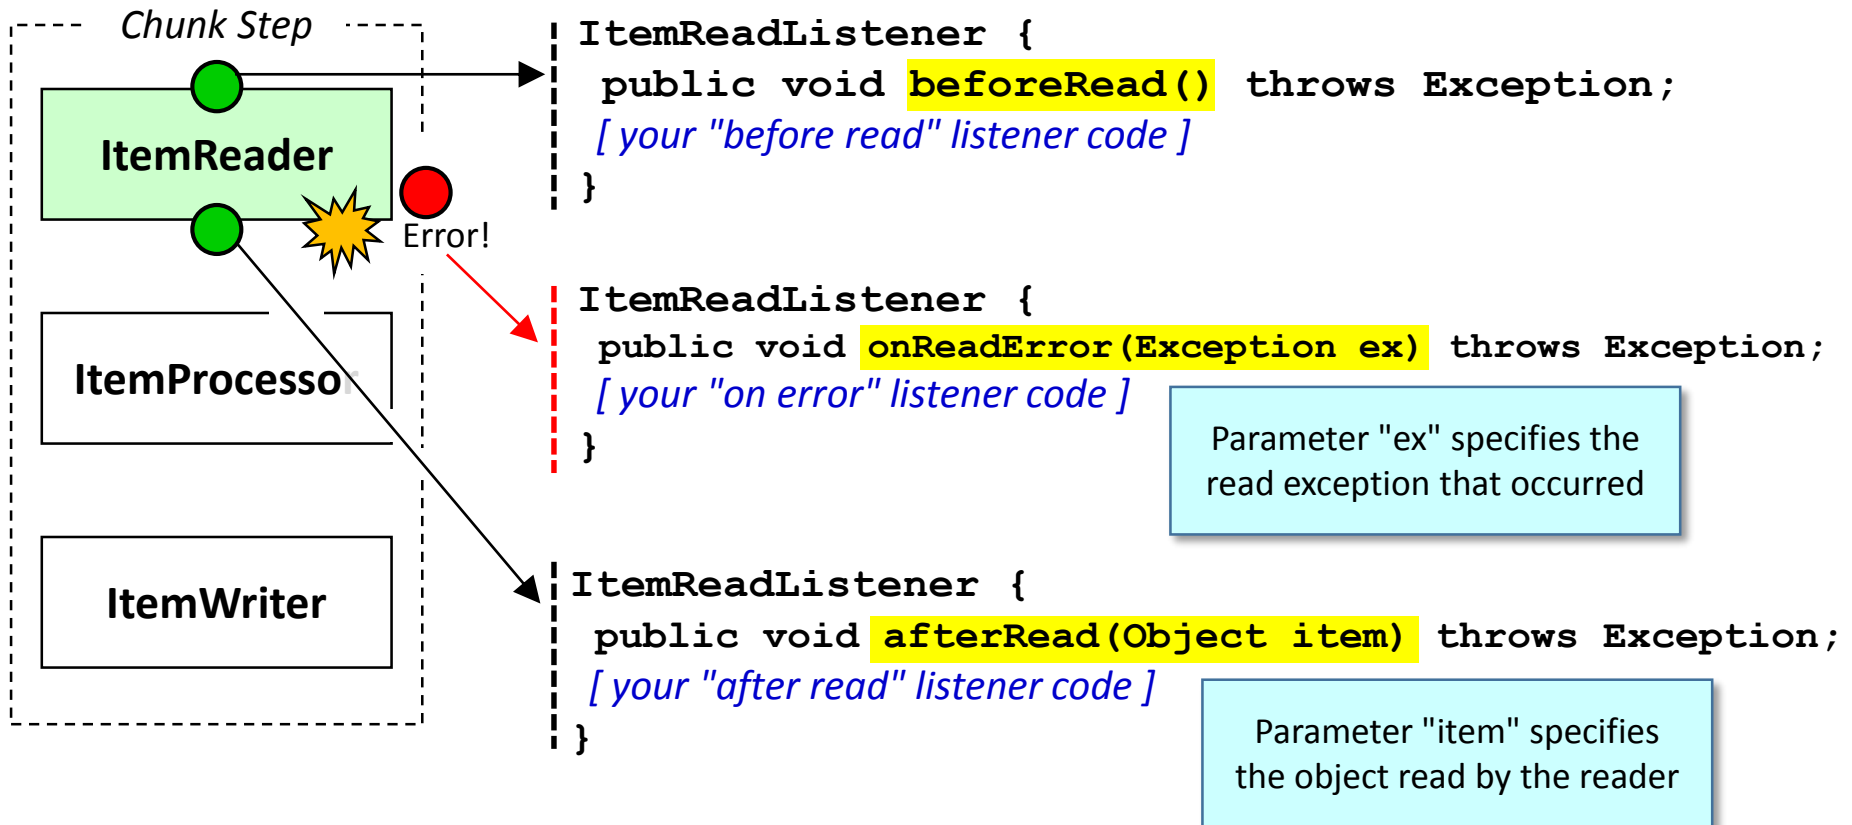 Chunk Step
ItemReader
Error!
ItemProcessor
ItemWriter
ItemReadListener {
public void beforeRead() throws Exception;
[ your "before read" listener code ]
}
ItemReadListener {
public void onReadError(Exception ex) throws Exception;
[ your "on error" listener code ]
}
Parameter "ex" specifies the
read exception that occurred
ItemReadListener {
public void afterRead(Object item) throws Exception;
[ your "after read" listener code ]
}
Parameter "item" specifies
the object read by the reader